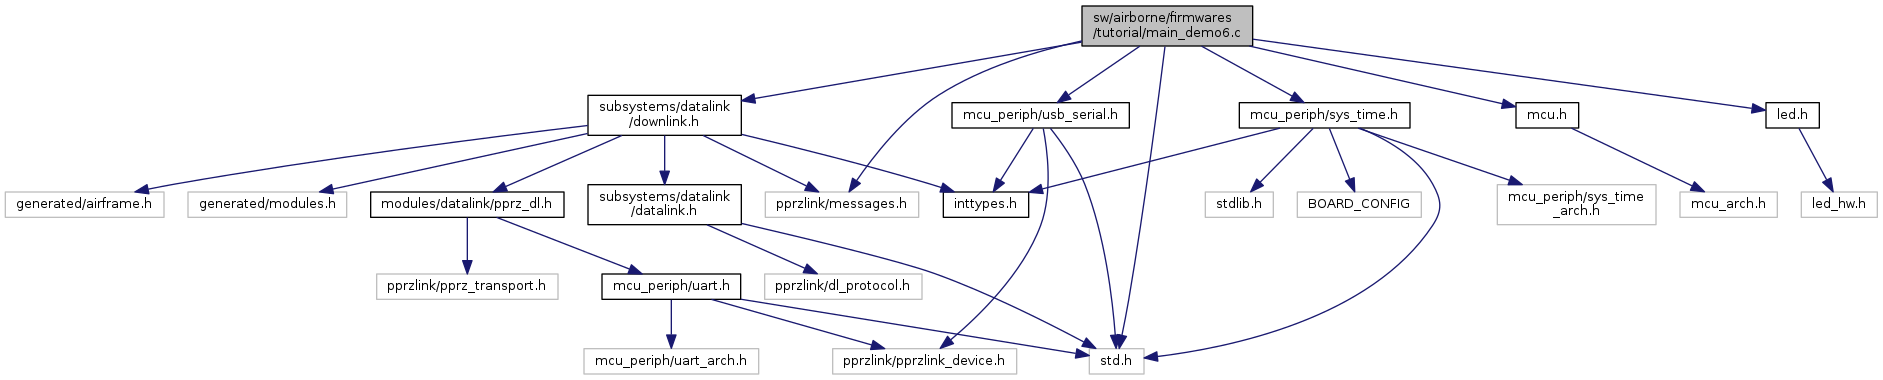 sw/airborne/firmwares
/tutorial/main_demo6.c
subsystems/datalink
/downlink.h
mcu_periph/usb_serial.h
mcu_periph/sys_time.h
mcu.h
led.h
generated/airframe.h
generated/modules.h
modules/datalink/pprz_dl.h
subsystems/datalink
/datalink.h
pprzlink/messages.h
inttypes.h
stdlib.h
BOARD_CONFIG
mcu_periph/sys_time
_arch.h
mcu_arch.h
led_hw.h
pprzlink/pprz_transport.h
mcu_periph/uart.h
pprzlink/dl_protocol.h
mcu_periph/uart_arch.h
pprzlink/pprzlink_device.h
std.h